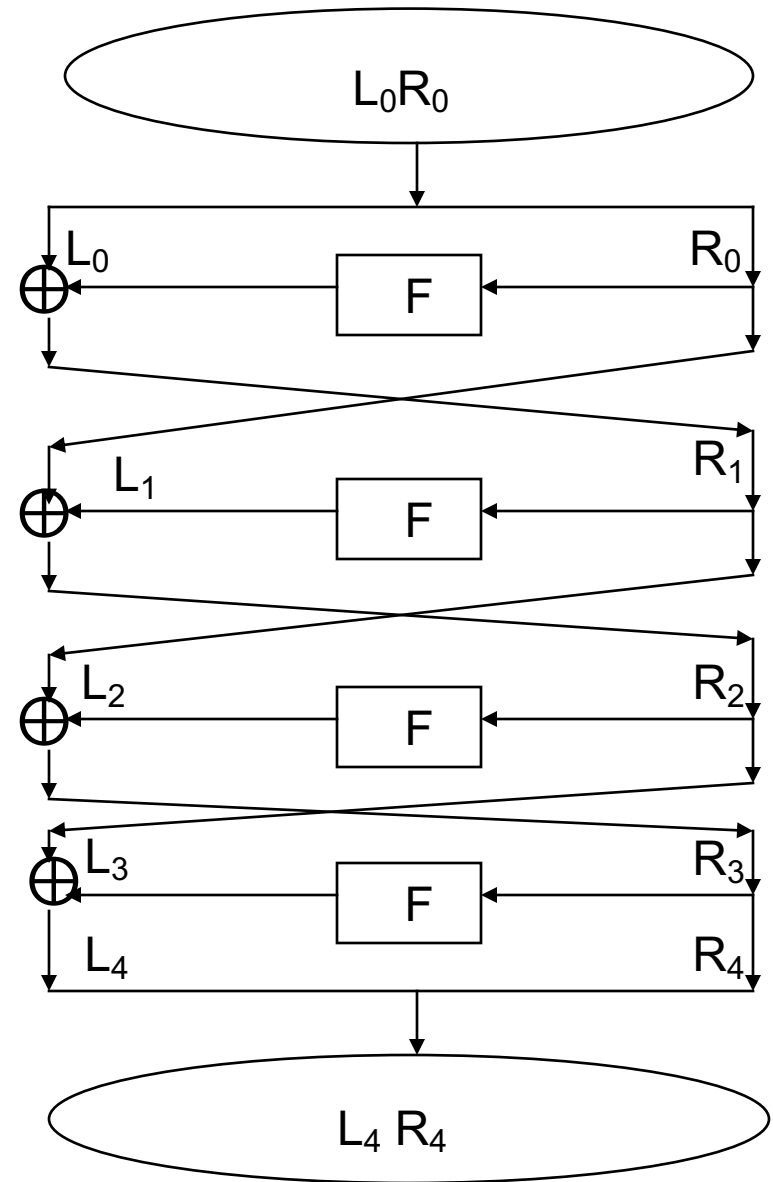 L₀R₀
L₀ R₀
F
L₁ R₁
F
L₂ R₂
F
L₃ R₃
F
L₄ R₄
L₄ R₄